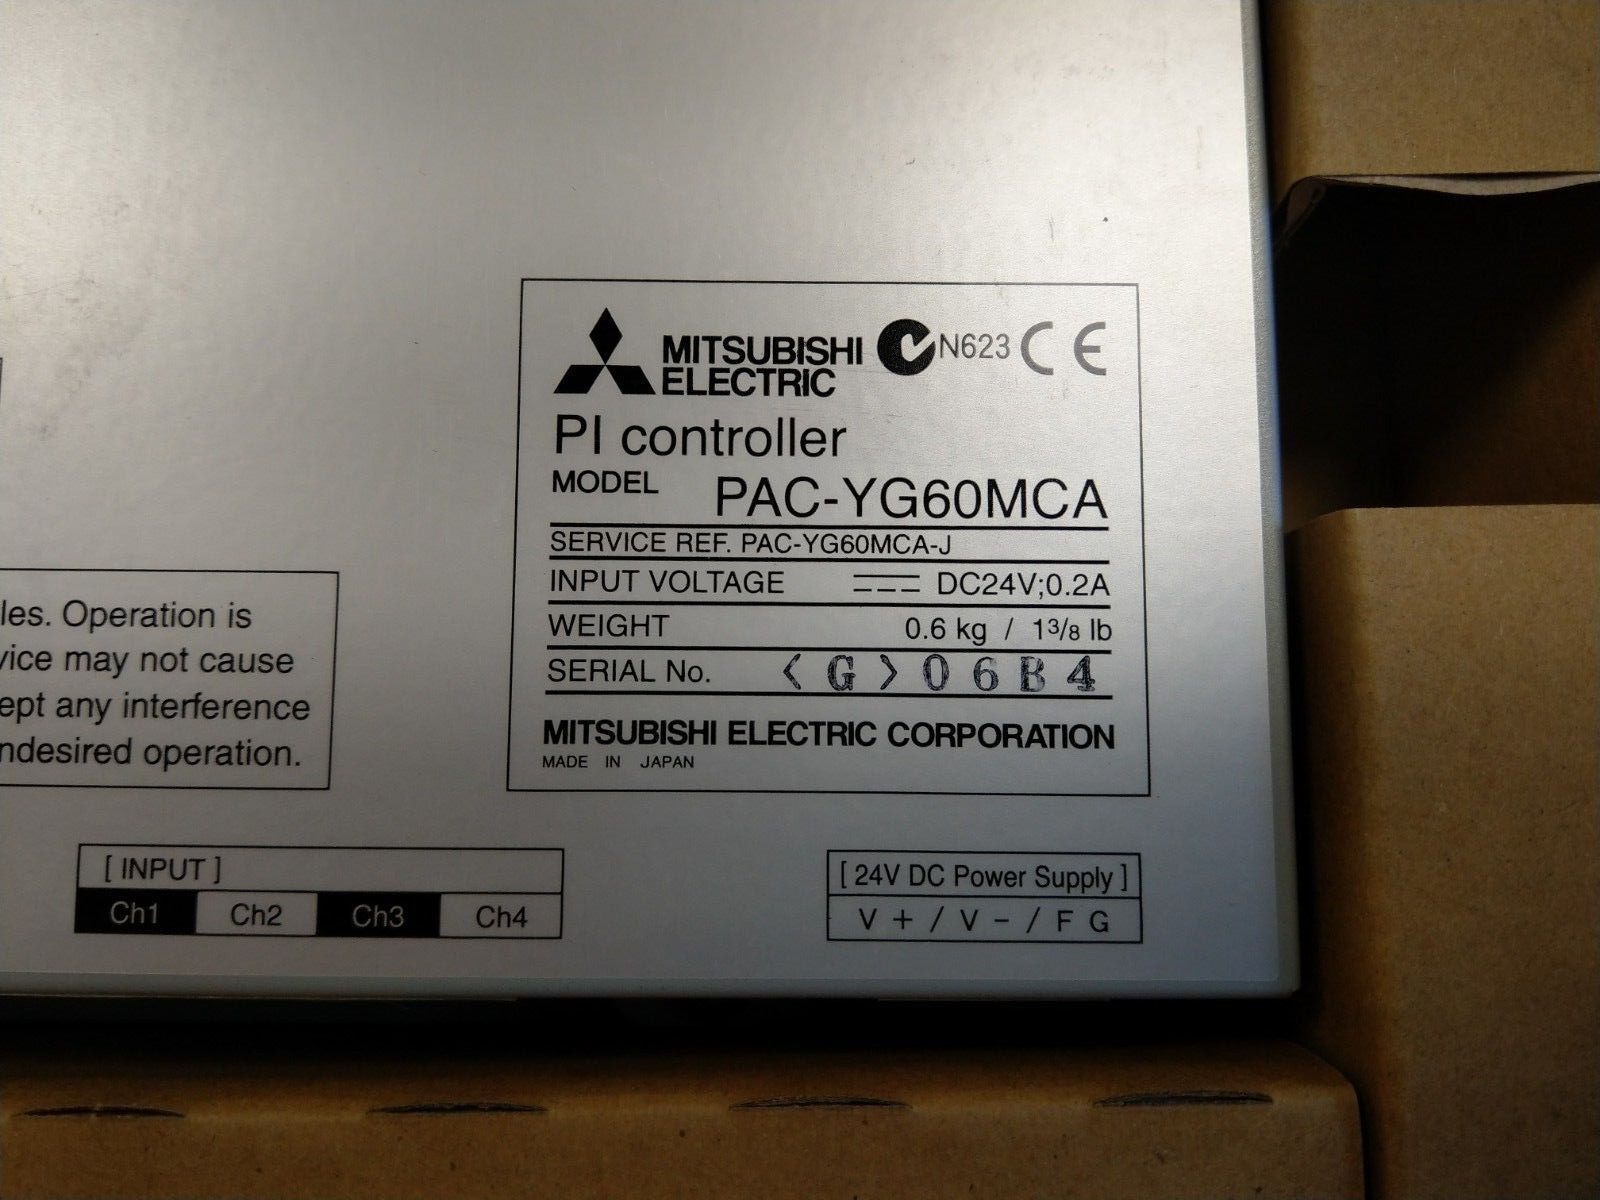 MITSUBISHI
ELECTRIC
N623 CE
PI controller
MODEL PAC-YG60MCA
SERVICE REF. PAC-YG60MCA-J
INPUT VOLTAGE DC24V;0.2A
WEIGHT 0.6 kg / 1 3/8 lb
SERIAL No. <G> 06B4
MITSUBISHI ELECTRIC CORPORATION
MADE IN JAPAN
les. Operation is
vice may not cause
ept any interference
ndesired operation.
[ INPUT ]
Ch1 Ch2 Ch3 Ch4
[ 24V DC Power Supply ]
V + / V - / F G